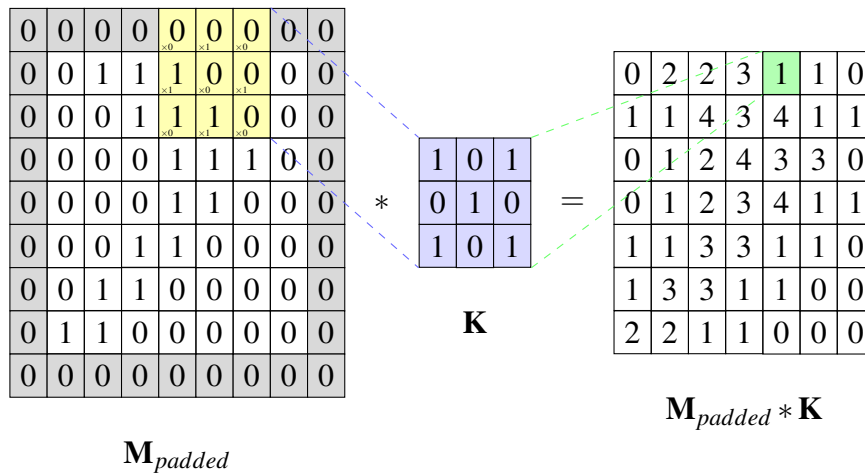 0 0 0 0 0 0 0 0 0
×0 ×1 ×0
0 0 1 1 1 0 0 0 0
×1 ×0 ×1
0 0 0 1 1 1 0 0 0
×0 ×1 ×0
0 0 0 0 1 1 1 0 0
0 0 0 0 1 1 0 0 0
0 0 0 1 1 0 0 0 0
0 0 1 1 0 0 0 0 0
0 1 1 0 0 0 0 0 0
0 0 0 0 0 0 0 0 0
M padded
*
1 0 1
0 1 0
1 0 1
K
=
0 2 2 3 1 1 0
1 1 4 3 4 1 1
0 1 2 4 3 3 0
0 1 2 3 4 1 1
1 1 3 3 1 1 0
1 3 3 1 1 0 0
2 2 1 1 0 0 0
M padded * K